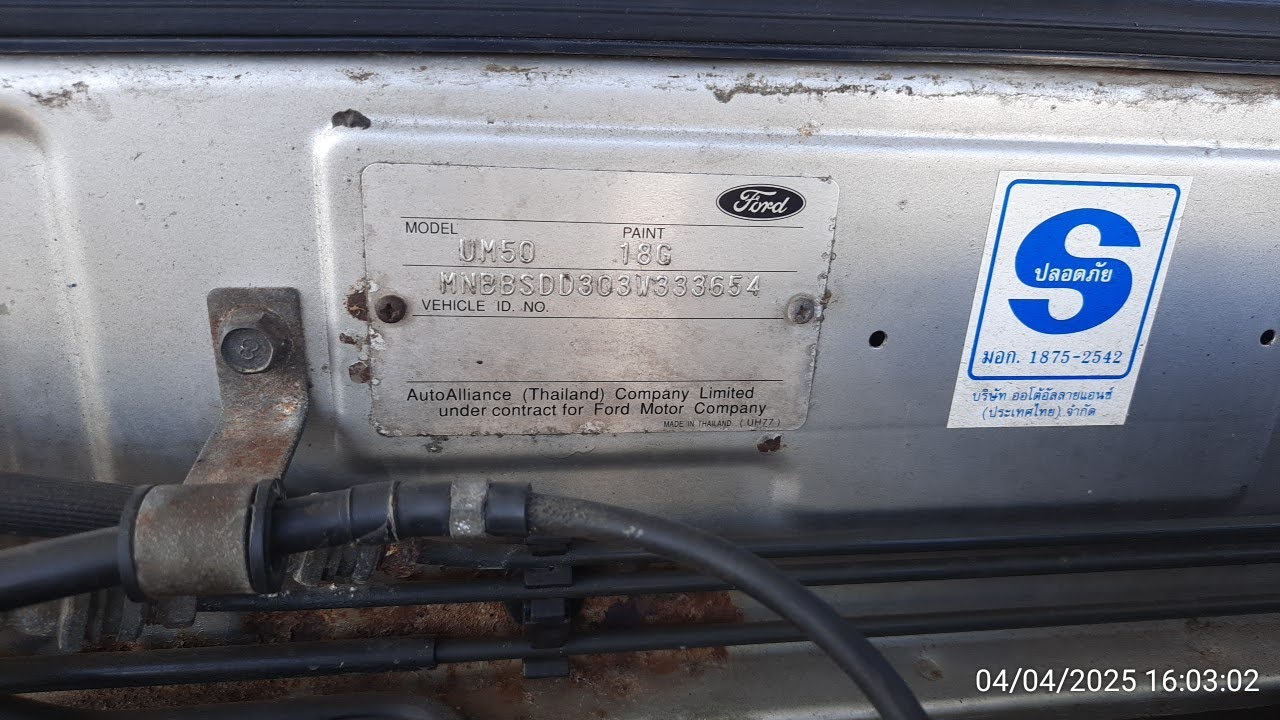 Ford
MODEL PAINT
UM50 18G
MNBBSDD303W333654
VEHICLE ID. NO.
AutoAlliance (Thailand) Company Limited
under contract for Ford Motor Company
MADE IN THAILAND (UH77)
S
ปลอดภัย
มอก. 1875-2542
บริษัท ออโต้อัลลายแอนซ์
(ประเทศไทย) จำกัด
8
04/04/2025 16:03:02